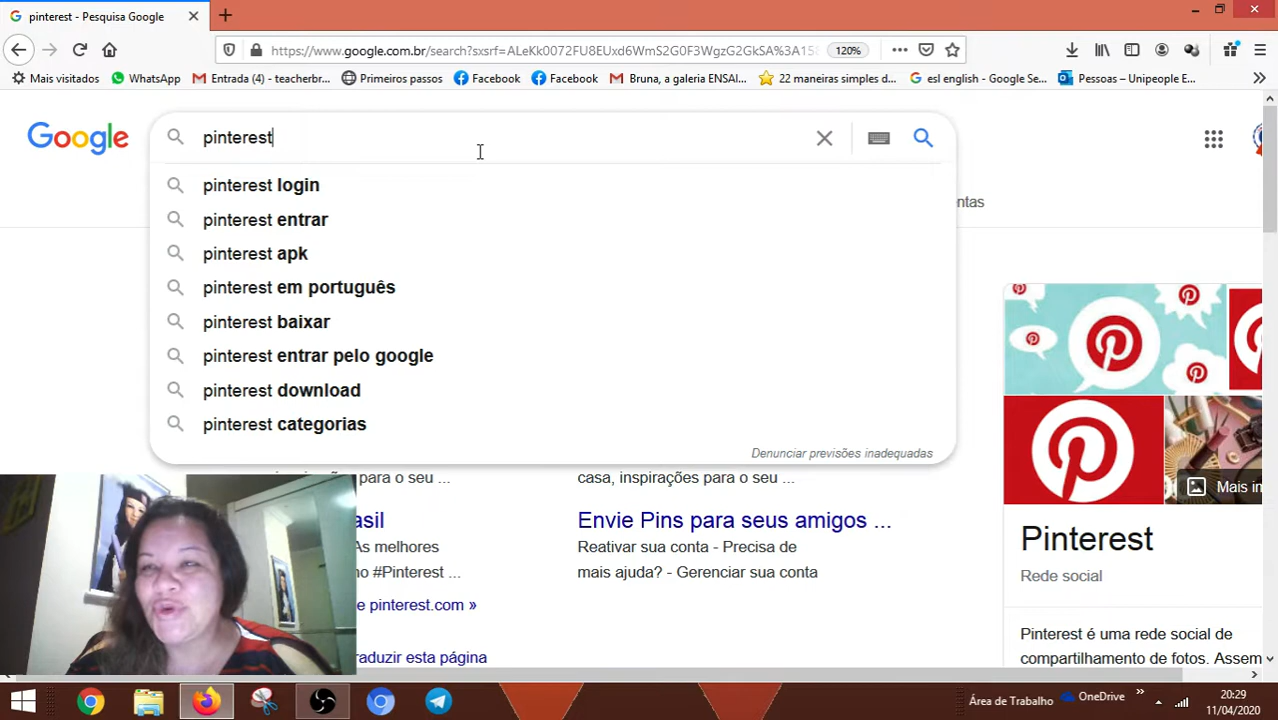 pinterest - Pesquisa Google
https://www.google.com.br/search?sxsrf=ALeKk0072FU8EUxd6WmS2G0F3WgzG2GkSA%3A15
120%
Mais visitados
WhatsApp
Entrada (4) - teacherbr...
Primeiros passos
Facebook
Facebook
Bruna, a galeria ENSAI...
22 maneiras simples d...
esl english - Google Se...
Pessoas – Unipeople E...
Google
pinterest
pinterest login
pinterest entrar
pinterest apk
pinterest em português
pinterest baixar
pinterest entrar pelo google
pinterest download
pinterest categorias
Denunciar previsões inadequadas
ntas
para o seu ...
casa, inspirações para o seu ...
asil
Envie Pins para seus amigos ...
As melhores
Reativar sua conta - Precisa de
no #Pinterest ...
mais ajuda? - Gerenciar sua conta
e pinterest.com »
raduzir esta página
Mais in
Pinterest
Rede social
Pinterest é uma rede social de
compartilhamento de fotos. Assem
Área de Trabalho
OneDrive
20:29
11/04/2020